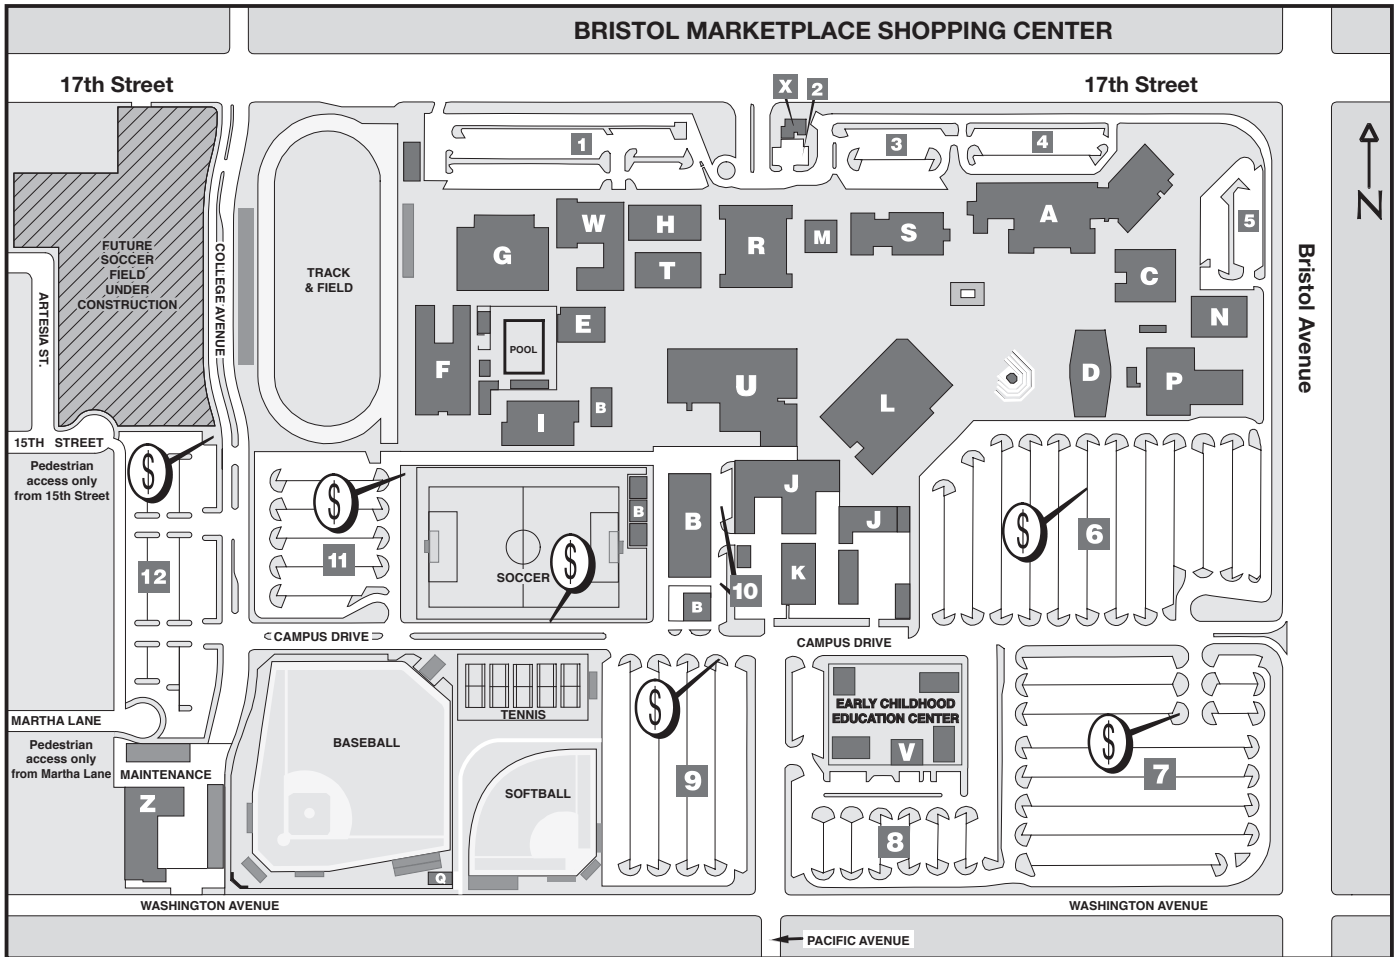 BRISTOL MARKETPLACE SHOPPING CENTER
17th Street
17th Street
X
2
1
3
4
5
N
Bristol Avenue
FUTURE
SOCCER
FIELD
UNDER
CONSTRUCTION
COLLEGE AVENUE
ARTESIA ST.
TRACK
& FIELD
G
W
H
T
R
M
S
A
C
N
F
POOL
E
I
B
U
L
D
P
15TH STREET
Pedestrian
access only
from 15th Street
$
$
11
12
SOCCER
$
B
B
B
10
J
J
K
$
6
CAMPUS DRIVE
CAMPUS DRIVE
MARTHA LANE
Pedestrian
access only
from Martha Lane
MAINTENANCE
Z
BASEBALL
TENNIS
SOFTBALL
Q
$
9
EARLY CHILDHOOD
EDUCATION CENTER
V
8
$
7
WASHINGTON AVENUE
WASHINGTON AVENUE
PACIFIC AVENUE